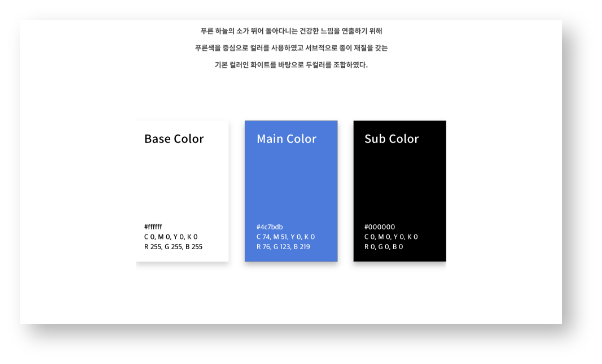 푸른 하늘의 소가 뛰어 돌아다니는 건강한 느낌을 연출하기 위해
푸른색을 중심으로 컬러를 사용하였고 서브적으로 종이 재질을 갖는
기본 컬러인 화이트를 바탕으로 두컬러를 조합하였다.
Base Color
#ffffff
C 0, M 0, Y 0, K 0
R 255, G 255, B 255
Main Color
#4c7bdb
C 74, M 51, Y 0, K 0
R 76, G 123, B 219
Sub Color
#000000
C 0, M 0, Y 0, K 0
R 0, G 0, B 0